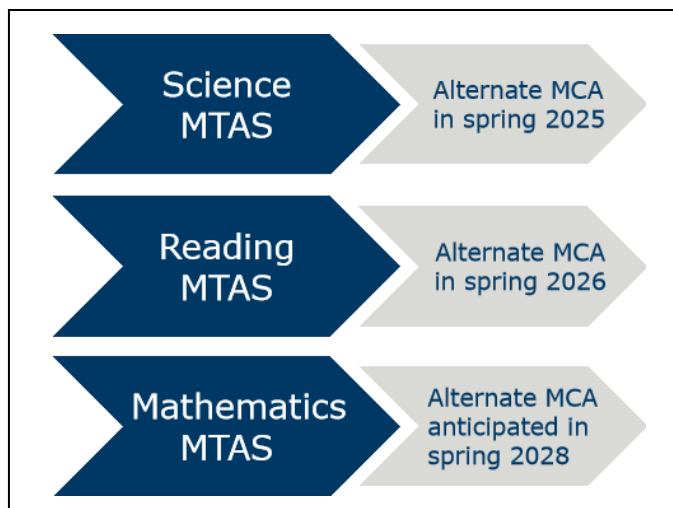 Science
MTAS
Alternate MCA
in spring 2025
Reading
MTAS
Alternate MCA
in spring 2026
Mathematics
MTAS
Alternate MCA
anticipated in
spring 2028